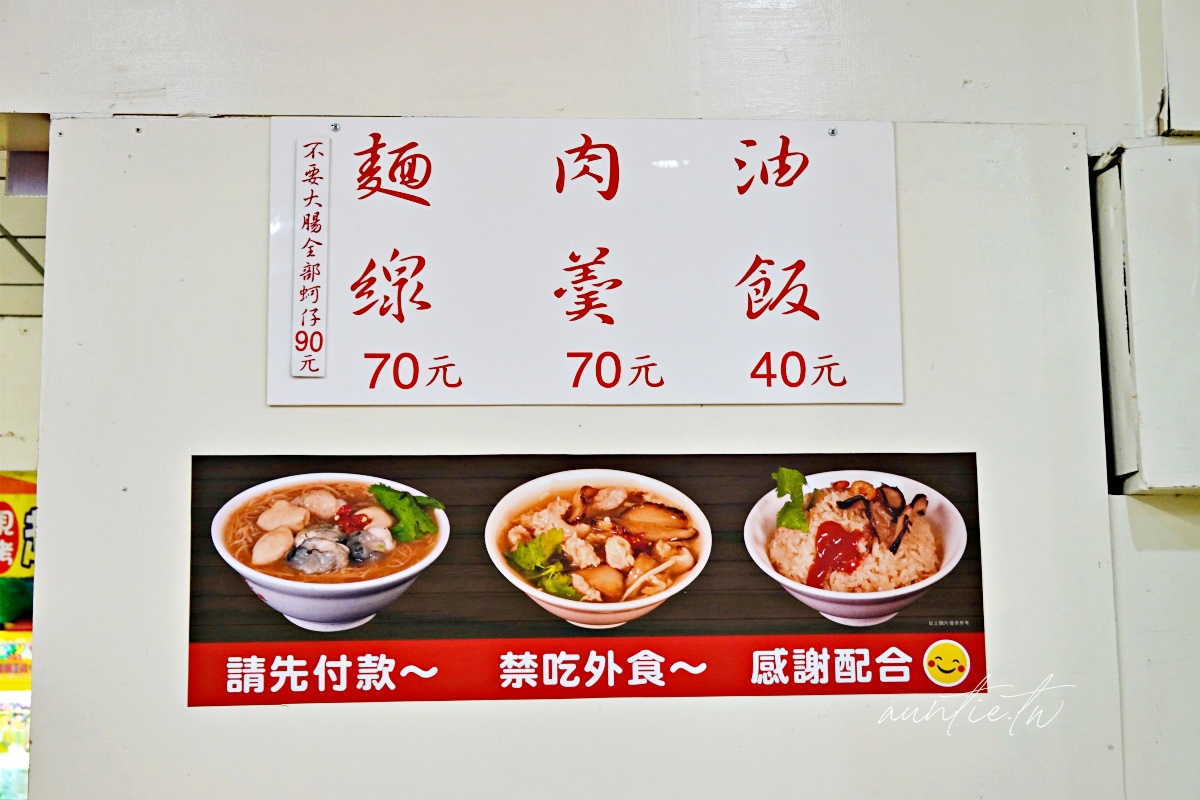 不要大腸全部蚵仔90元
麵線 70元
肉羹 70元
油飯 40元
以上圖片僅供參考
請先付款～ 禁吃外食～ 感謝配合
auntie.tw
現烤